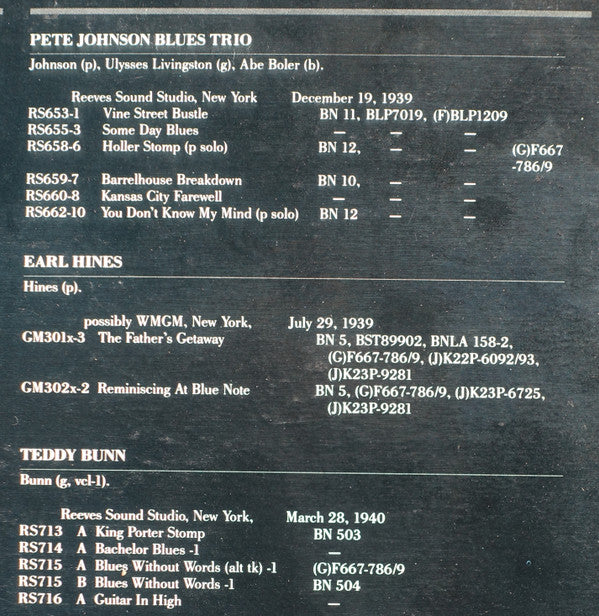 PETE JOHNSON BLUES TRIO
Johnson (p), Ulysses Livingston (g), Abe Boler (b).
Reeves Sound Studio, New York December 19, 1939
RS653-1 Vine Street Bustle BN 11, BLP7019, (F)BLP1209
RS655-3 Some Day Blues — — —
RS658-6 Holler Stomp (p solo) BN 12, — — (G)F667
-786/9
RS659-7 Barrelhouse Breakdown BN 10, — —
RS660-8 Kansas City Farewell — — —
RS662-10 You Don't Know My Mind (p solo) BN 12 — —
EARL HINES
Hines (p).
possibly WMGM, New York, July 29, 1939
GM301x-3 The Father's Getaway BN 5, BST89902, BNLA 158-2,
(G)F667-786/9, (J)K22P-6092/93,
(J)K23P-9281
GM302x-2 Reminiscing At Blue Note BN 5, (G)F667-786/9, (J)K23P-6725,
(J)K23P-9281
TEDDY BUNN
Bunn (g, vcl-1).
Reeves Sound Studio, New York, March 28, 1940
RS713 A King Porter Stomp BN 503
RS714 A Bachelor Blues -1 —
RS715 A Blues Without Words (alt tk) -1 (G)F667-786/9
RS715 B Blues Without Words -1 BN 504
RS716 A Guitar In High —